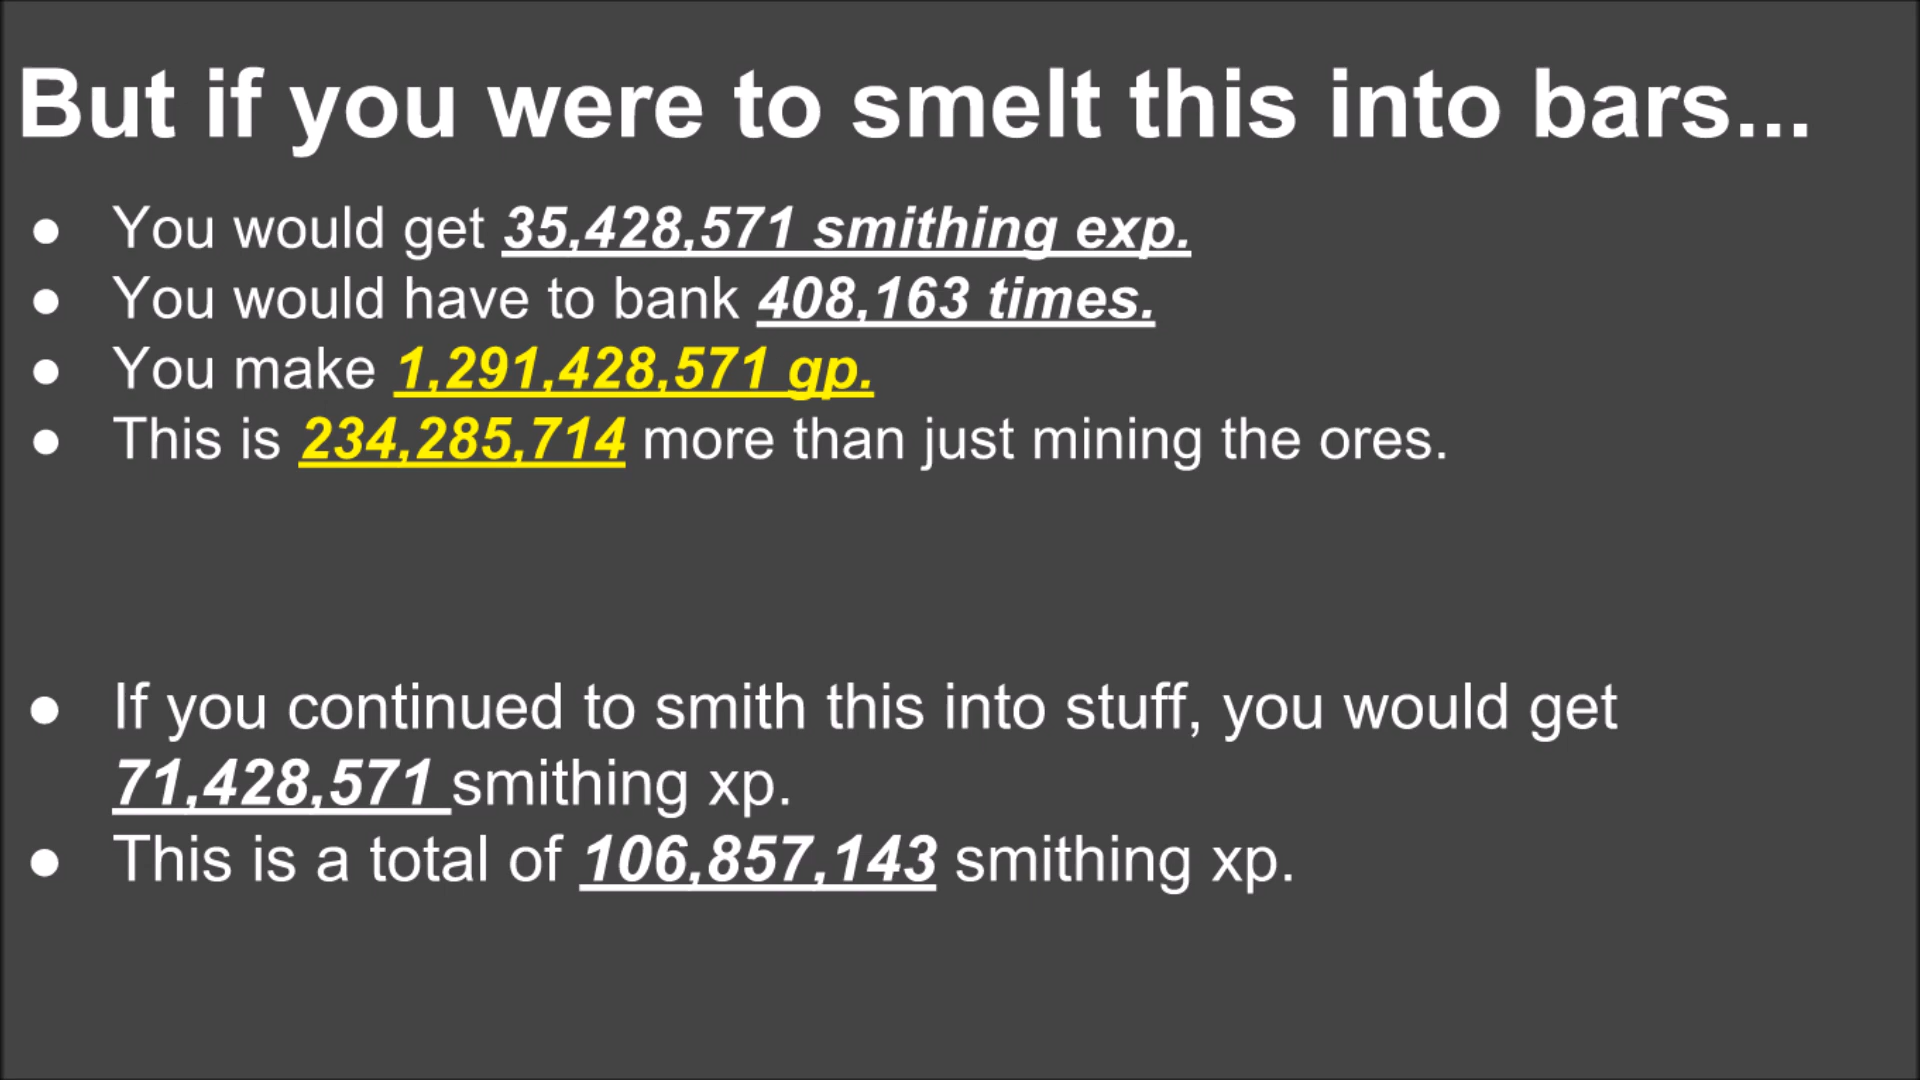 But if you were to smelt this into bars...
● You would get 35,428,571 smithing exp.
● You would have to bank 408,163 times.
● You make 1,291,428,571 gp.
● This is 234,285,714 more than just mining the ores.
● If you continued to smith this into stuff, you would get
71,428,571 smithing xp.
● This is a total of 106,857,143 smithing xp.